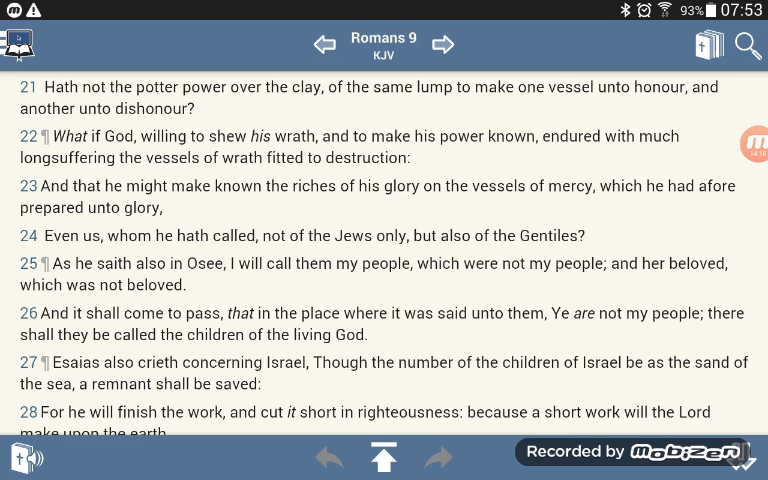 93% 07:53
Romans 9
KJV
21 Hath not the potter power over the clay, of the same lump to make one vessel unto honour, and
another unto dishonour?
22 ¶ What if God, willing to shew his wrath, and to make his power known, endured with much
longsuffering the vessels of wrath fitted to destruction:
23 And that he might make known the riches of his glory on the vessels of mercy, which he had afore
prepared unto glory,
24 Even us, whom he hath called, not of the Jews only, but also of the Gentiles?
25 ¶ As he saith also in Osee, I will call them my people, which were not my people; and her beloved,
which was not beloved.
26 And it shall come to pass, that in the place where it was said unto them, Ye are not my people; there
shall they be called the children of the living God.
27 ¶ Esaias also crieth concerning Israel, Though the number of the children of Israel be as the sand of
the sea, a remnant shall be saved:
28 For he will finish the work, and cut it short in righteousness: because a short work will the Lord
make upon the earth
14:16
Recorded by mobizen